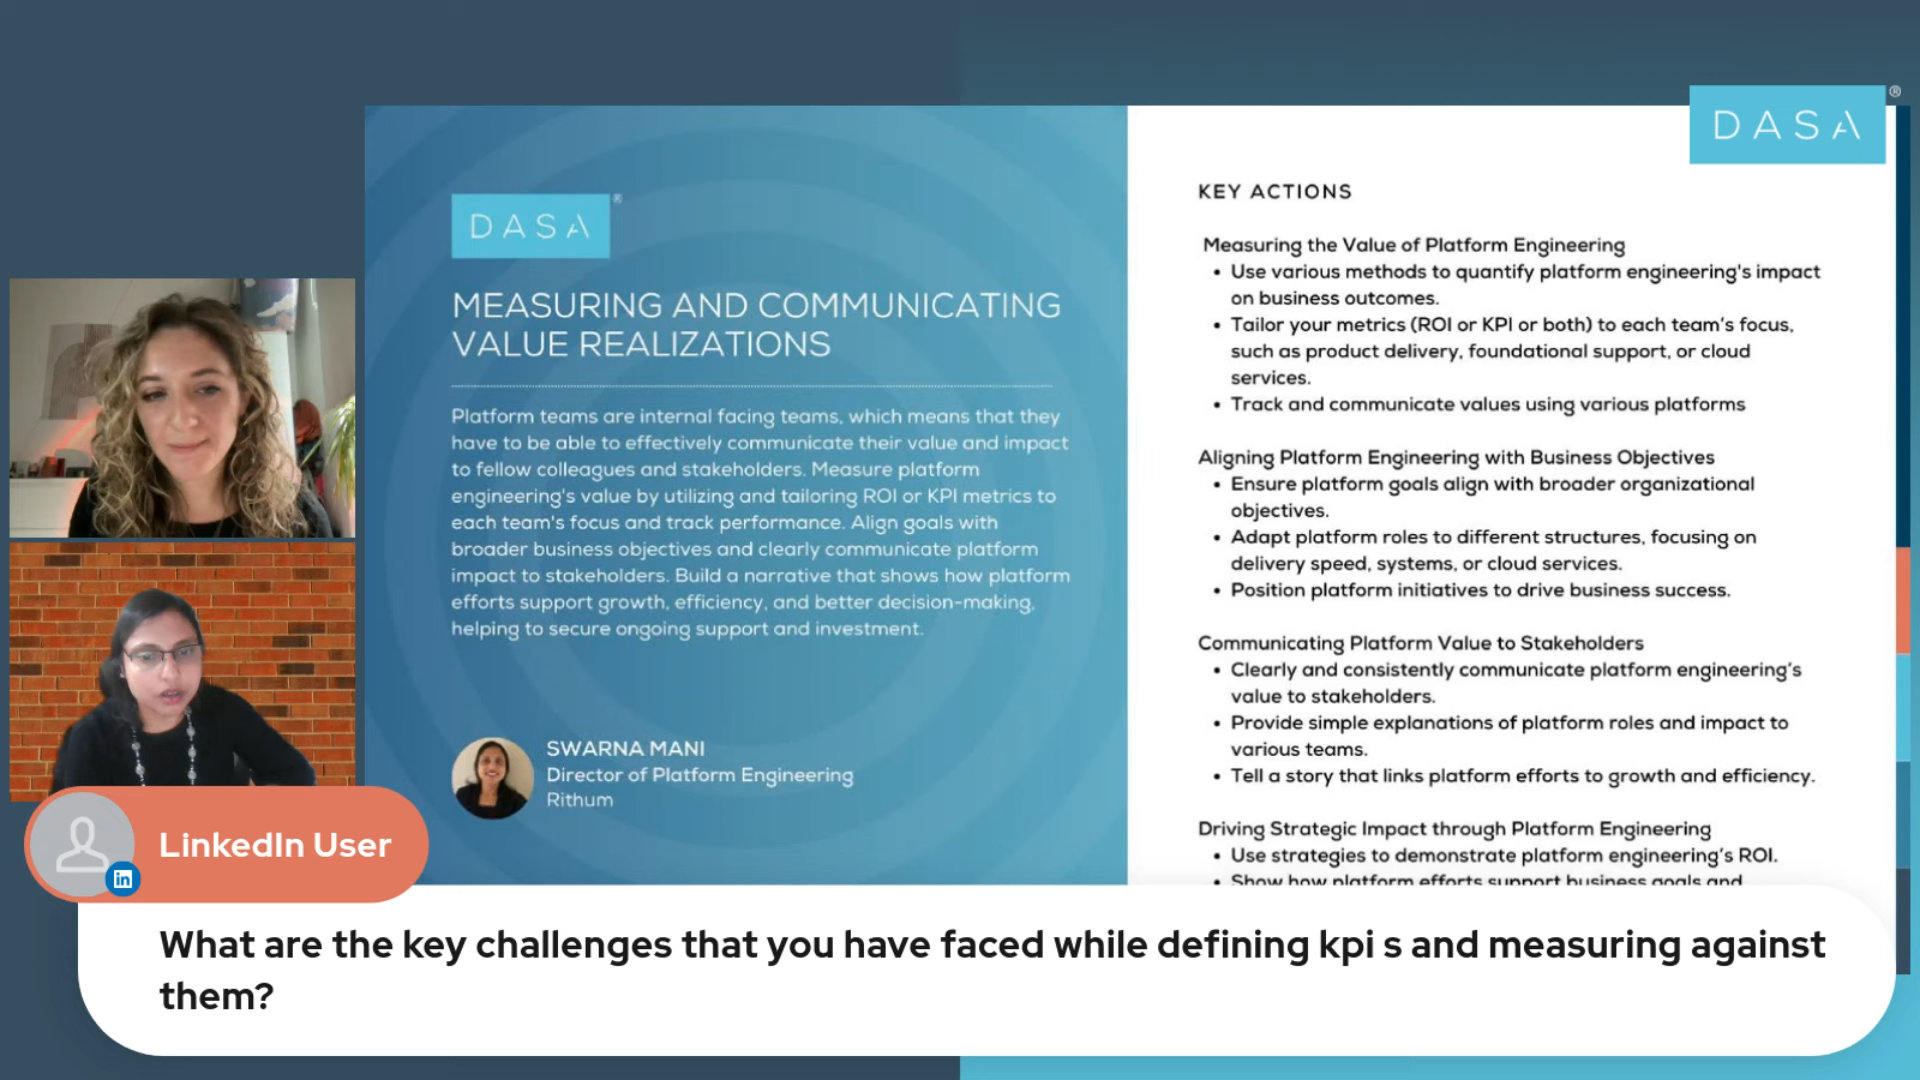 DASA®
DASA®
MEASURING AND COMMUNICATING
VALUE REALIZATIONS
Platform teams are internal facing teams, which means that they
have to be able to effectively communicate their value and impact
to fellow colleagues and stakeholders. Measure platform
engineering's value by utilizing and tailoring ROI or KPI metrics to
each team's focus and track performance. Align goals with
broader business objectives and clearly communicate platform
impact to stakeholders. Build a narrative that shows how platform
efforts support growth, efficiency, and better decision-making,
helping to secure ongoing support and investment.
SWARNA MANI
Director of Platform Engineering
Rithum
KEY ACTIONS
Measuring the Value of Platform Engineering
• Use various methods to quantify platform engineering's impact
on business outcomes.
• Tailor your metrics (ROI or KPI or both) to each team's focus,
such as product delivery, foundational support, or cloud
services.
• Track and communicate values using various platforms
Aligning Platform Engineering with Business Objectives
• Ensure platform goals align with broader organizational
objectives.
• Adapt platform roles to different structures, focusing on
delivery speed, systems, or cloud services.
• Position platform initiatives to drive business success.
Communicating Platform Value to Stakeholders
• Clearly and consistently communicate platform engineering's
value to stakeholders.
• Provide simple explanations of platform roles and impact to
various teams.
• Tell a story that links platform efforts to growth and efficiency.
Driving Strategic Impact through Platform Engineering
• Use strategies to demonstrate platform engineering's ROI.
• Show how platform efforts support business goals and
LinkedIn User
in
What are the key challenges that you have faced while defining kpi s and measuring against
them?